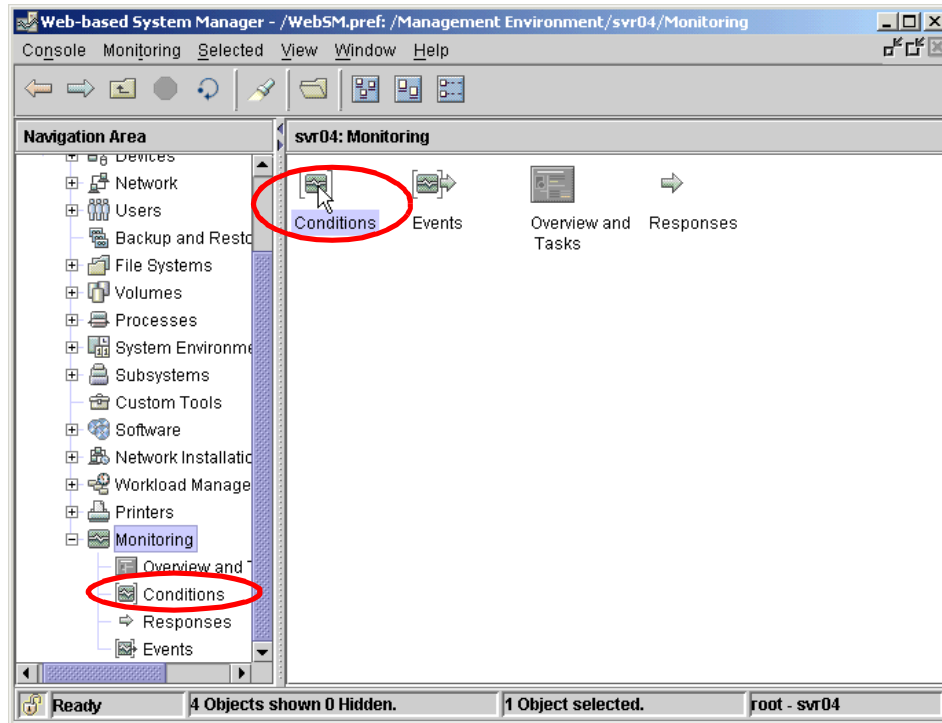 Web-based System Manager - /WebSM.pref: /Management Environment/svr04/Monitoring
Console Monitoring Selected View Window Help
Navigation Area
svr04: Monitoring
Devices
Network
Users
Backup and Resto
File Systems
Volumes
Processes
System Environme
Subsystems
Custom Tools
Software
Network Installatio
Workload Manage
Printers
Monitoring
Overview and T
Conditions
Responses
Events
Conditions
Events
Overview and
Tasks
Responses
Ready
4 Objects shown 0 Hidden.
1 Object selected.
root - svr04